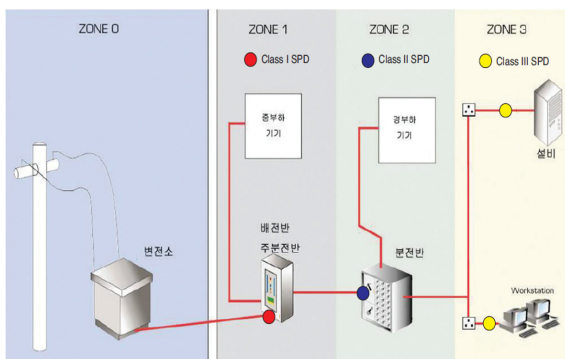 ZONE 0
ZONE 1
ZONE 2
ZONE 3
Class I SPD
Class II SPD
Class III SPD
중부하
기기
경부하
기기
설비
변전소
배전반
주분전반
분전반
Workstation